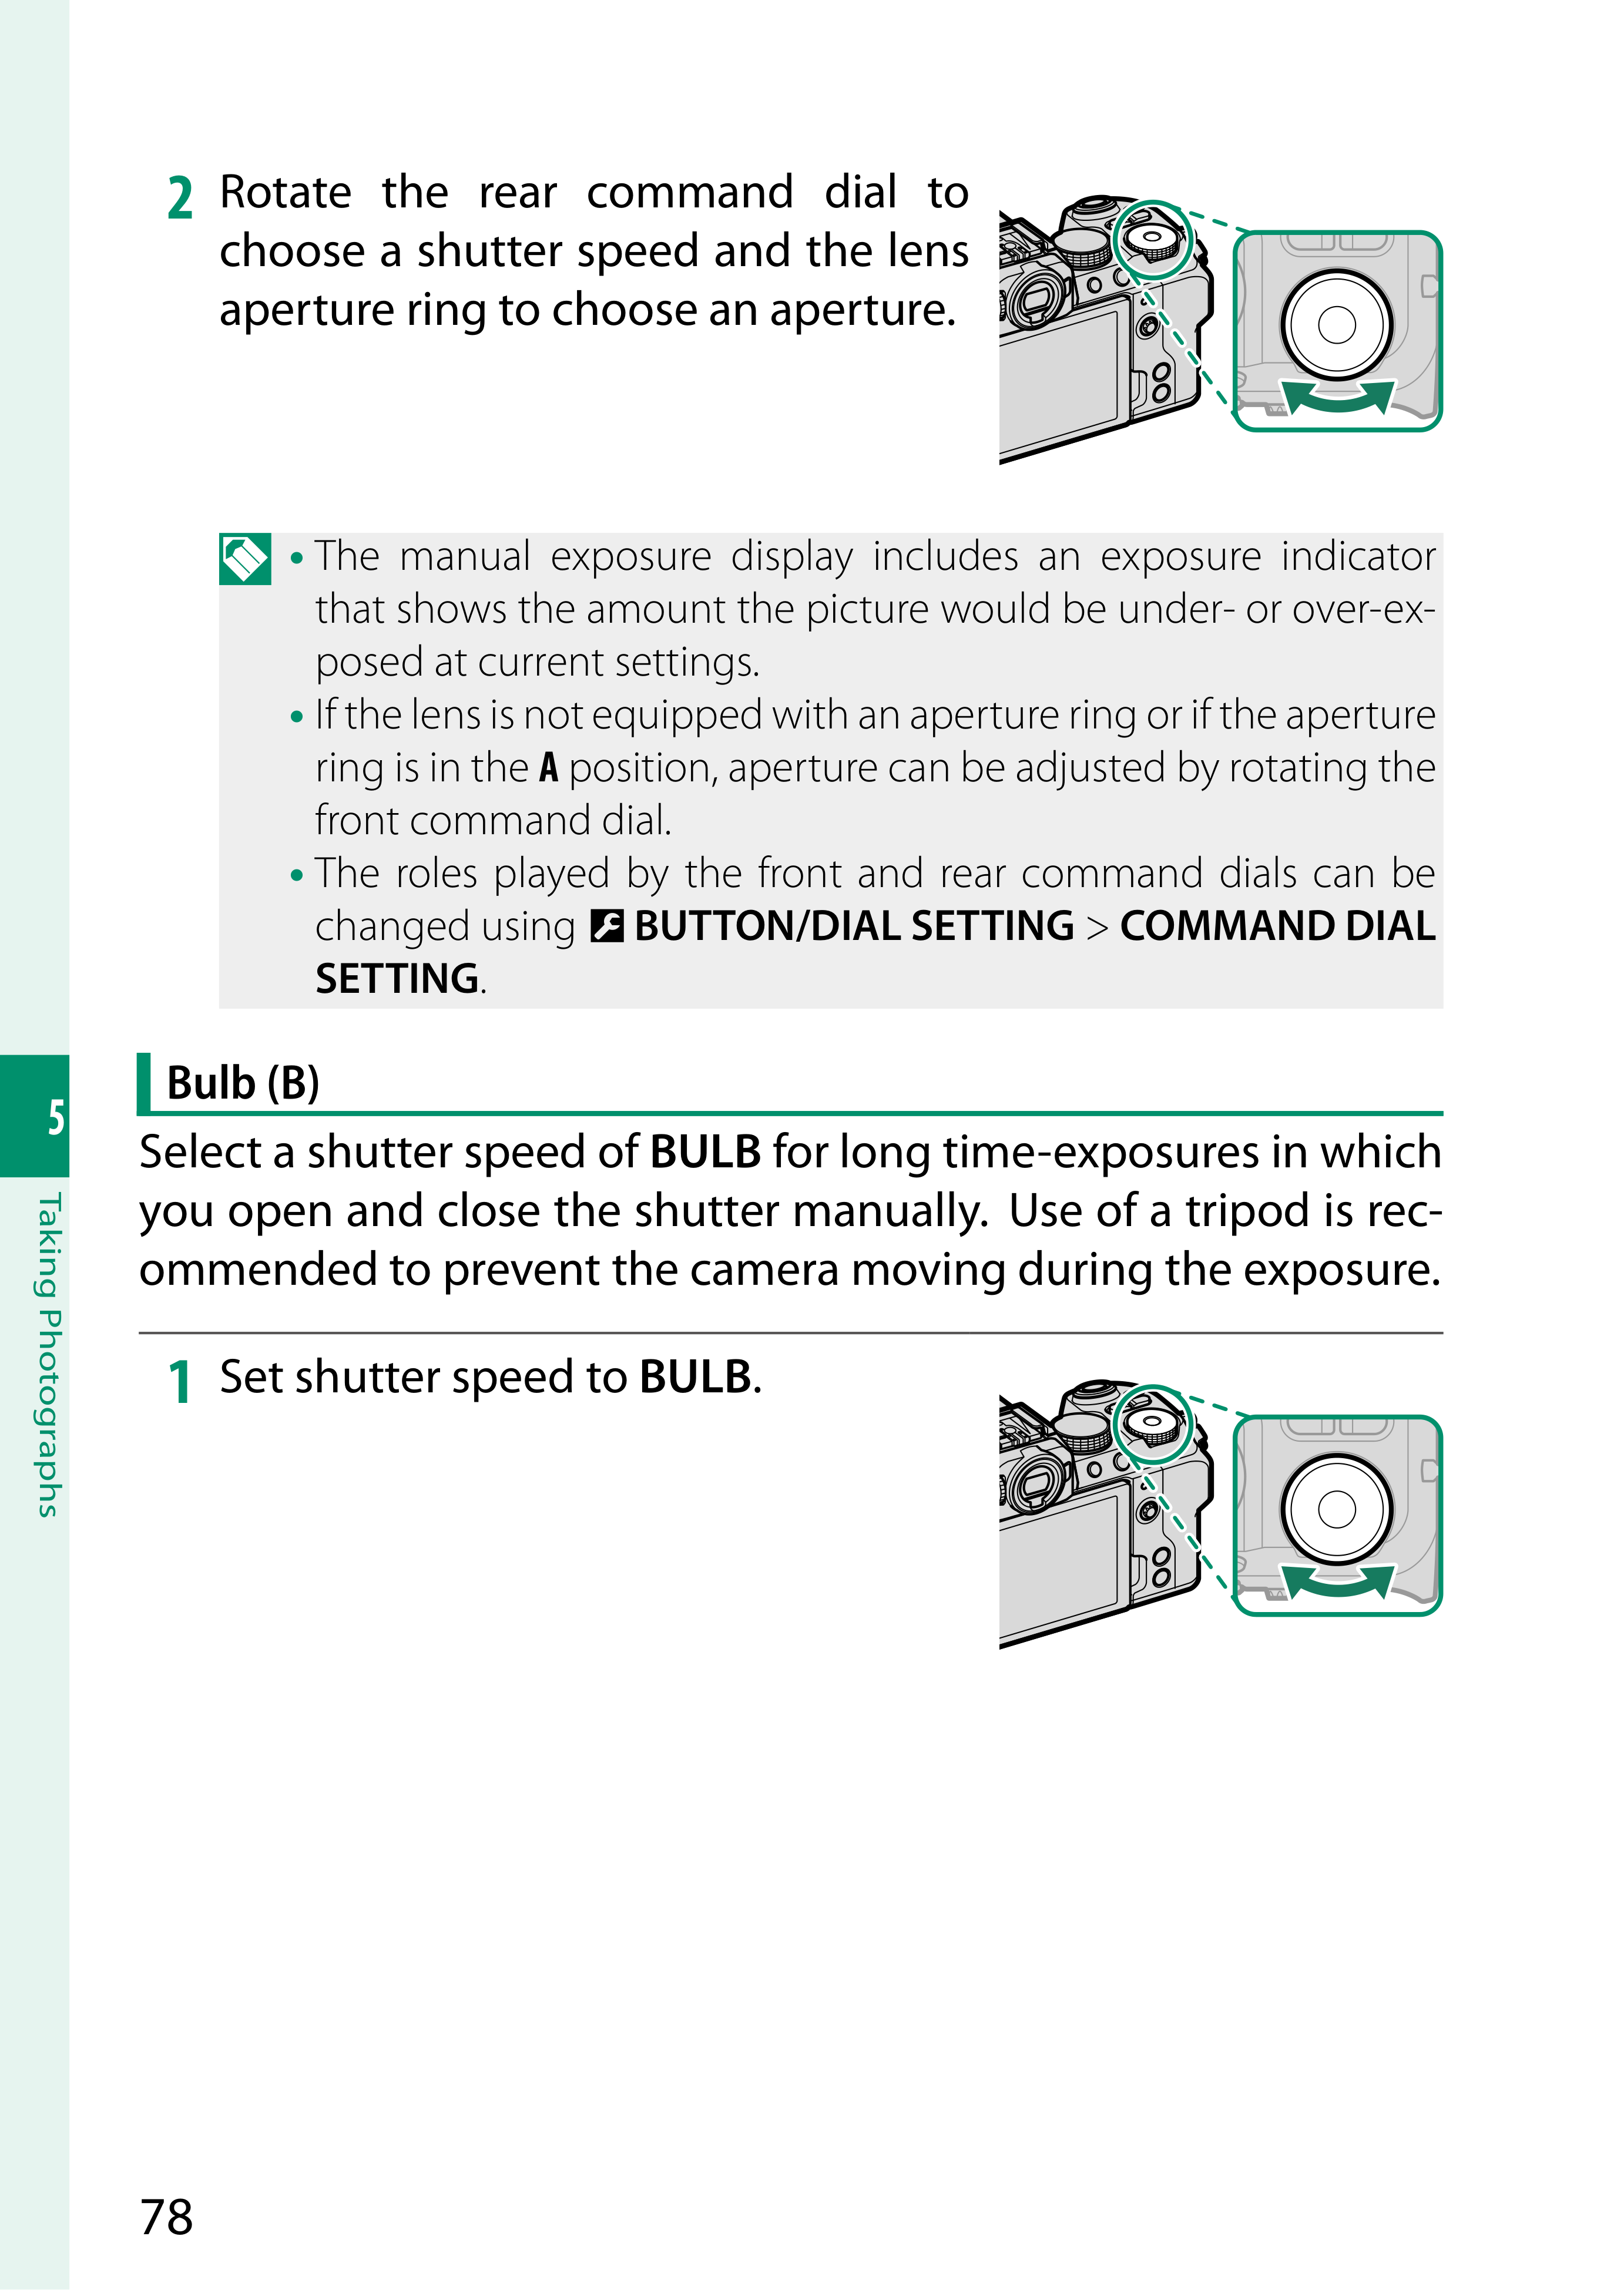 2 Rotate the rear command dial to
choose a shutter speed and the lens
aperture ring to choose an aperture.
• The manual exposure display includes an exposure indicator
that shows the amount the picture would be under- or over-ex-
posed at current settings.
• If the lens is not equipped with an aperture ring or if the aperture
ring is in the A position, aperture can be adjusted by rotating the
front command dial.
• The roles played by the front and rear command dials can be
changed using BUTTON/DIAL SETTING > COMMAND DIAL
SETTING.
Bulb (B)
Select a shutter speed of BULB for long time-exposures in which
you open and close the shutter manually. Use of a tripod is rec-
ommended to prevent the camera moving during the exposure.
1 Set shutter speed to BULB.
5
Taking Photographs
78